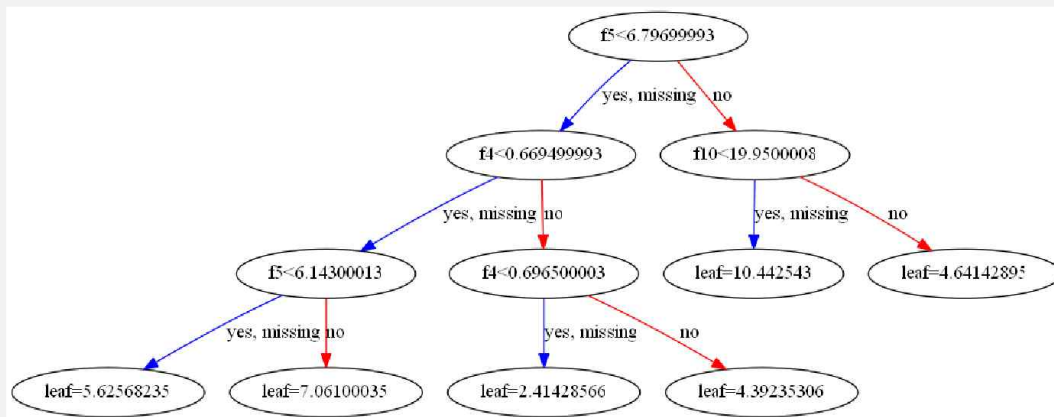 f5<6.79699993
yes, missing no
f4<0.669499993 f10<19.9500008
yes, missing no yes, missing no
f5<6.14300013 f4<0.696500003 leaf=10.442543 leaf=4.64142895
yes, missing no yes, missing no
leaf=5.62568235 leaf=7.06100035 leaf=2.41428566 leaf=4.39235306